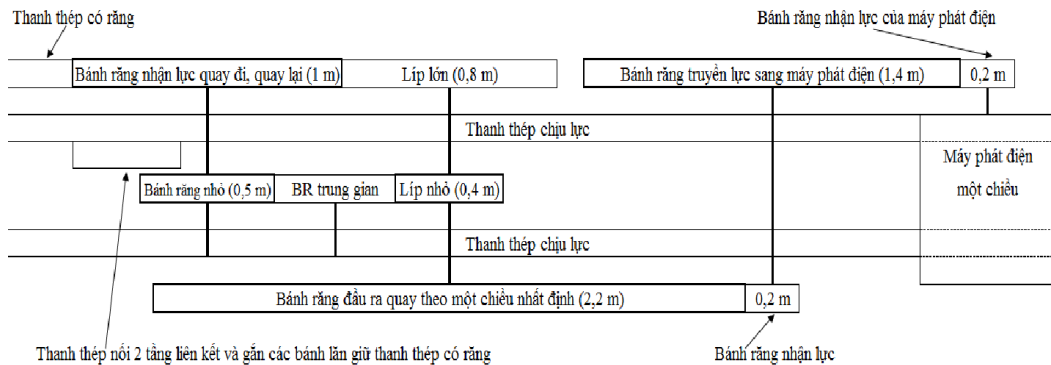 Thanh thép có răng
Bánh răng nhận lực của máy phát điện
Bánh răng nhận lực quay đi, quay lại (1 m)
Líp lớn (0,8 m)
Bánh răng truyền lực sang máy phát điện (1,4 m)
0,2 m
Thanh thép chịu lực
Máy phát điện
một chiều
Bánh răng nhỏ (0,5 m)
BR trung gian
Líp nhỏ (0,4 m)
Thanh thép chịu lực
Bánh răng đầu ra quay theo một chiều nhất định (2,2 m)
0,2 m
Thanh thép nối 2 tầng liên kết và gắn các bánh lăn giữ thanh thép có răng
Bánh răng nhận lực